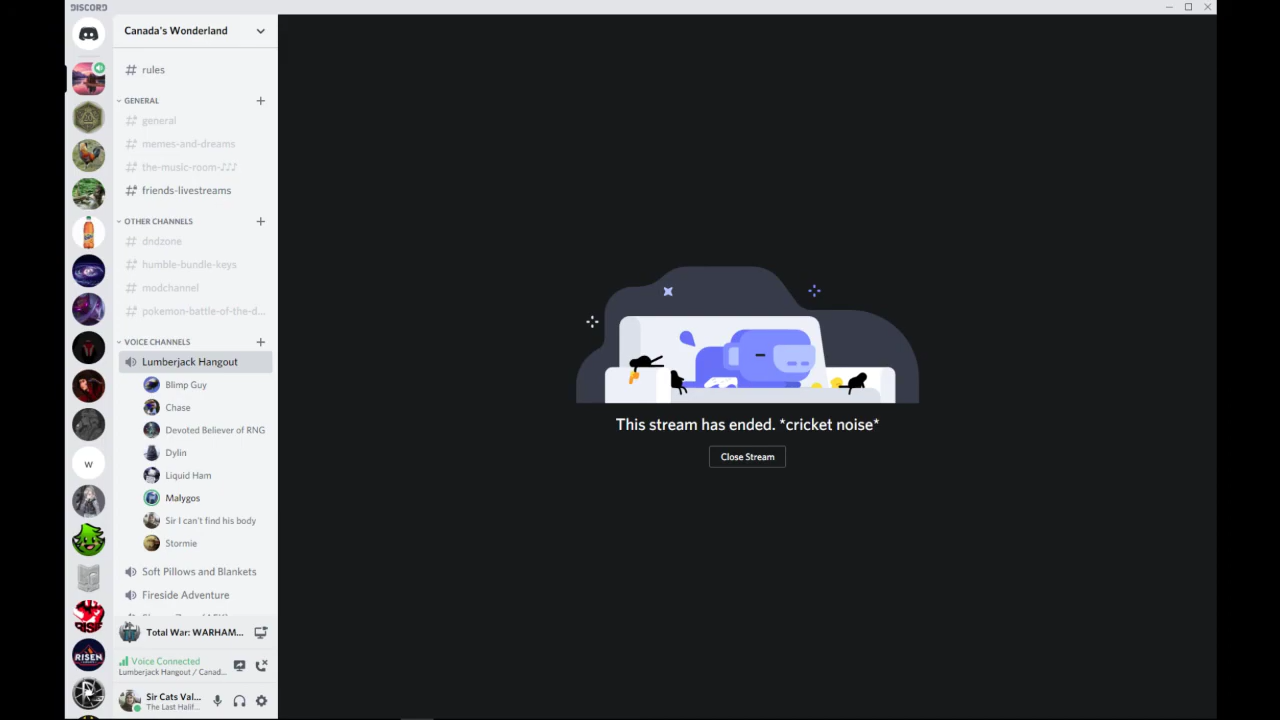 DISCORD
Canada's Wonderland
rules
GENERAL
general
memes-and-dreams
the-music-room-♪♪♪
friends-livestreams
OTHER CHANNELS
dndzone
humble-bundle-keys
modchannel
pokemon-battle-of-the-d...
VOICE CHANNELS
Lumberjack Hangout
Blimp Guy
Chase
Devoted Believer of RNG
Dylin
Liquid Ham
W
Malygos
Sir I can't find his body
Stormie
Soft Pillows and Blankets
Fireside Adventure
RISE
Total War: WARHAM...
RISEN
Voice Connected
Lumberjack Hangout / Canad...
Sir Cats Val...
The Last Half...
This stream has ended. *cricket noise*
Close Stream